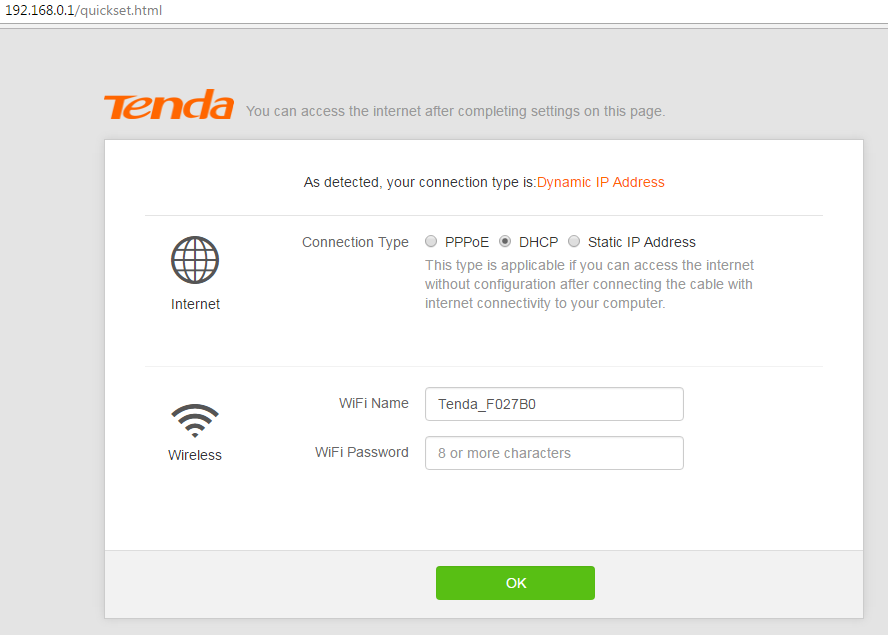 192.168.0.1/quickset.html
Tenda You can access the internet after completing settings on this page.
As detected, your connection type is:Dynamic IP Address
Connection Type PPPoE DHCP Static IP Address
This type is applicable if you can access the internet
without configuration after connecting the cable with
internet connectivity to your computer.
Internet
WiFi Name Tenda_F027B0
WiFi Password 8 or more characters
Wireless
OK